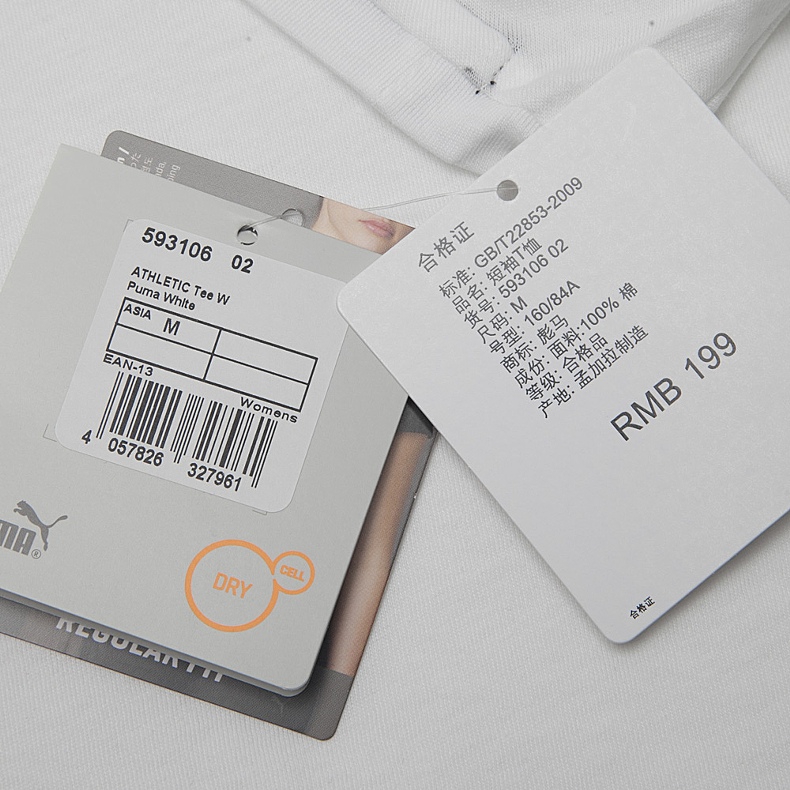 593106 02
ATHLETIC Tee W
Puma White
ASIA M
EAN-13
Womens
4 057826 327961
DRY
CELL
REGULAR FIT
合格证
标准: GB/T22853-2009
品名: 短袖T恤
货号: 593106 02
尺码: M
号型: 160/84A
商标: 彪马
成份: 面料:100% 棉
等级: 合格品
产地: 孟加拉制造
RMB 199
合格证